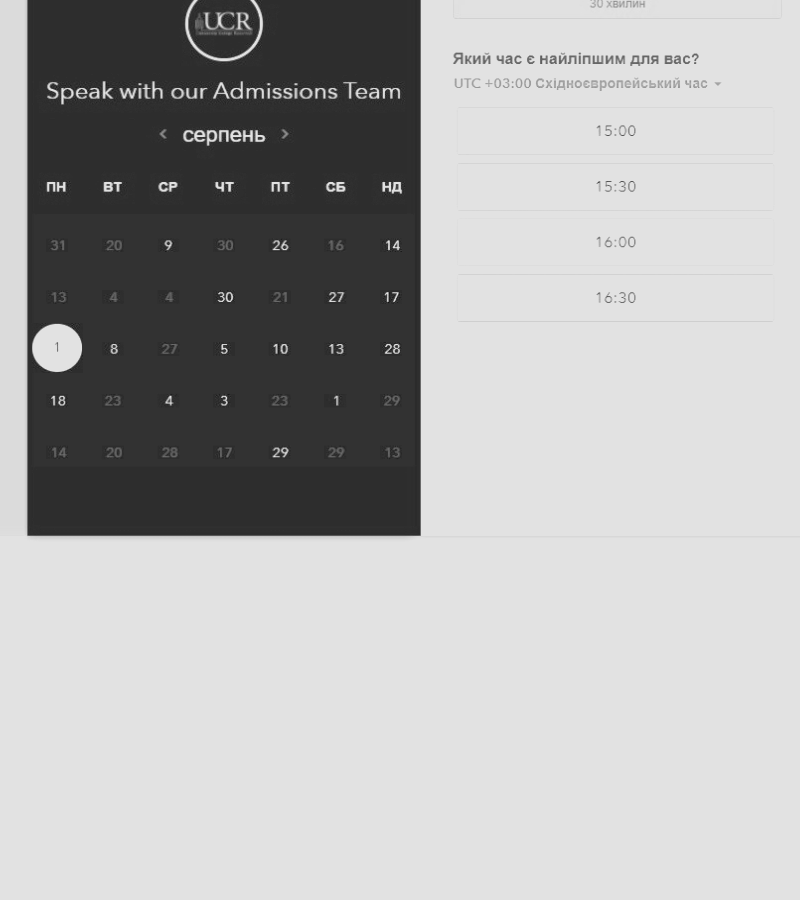 UCR
Speak with our Admissions Team
< серпень >
ПН ВТ СР ЧТ ПТ СБ НД
31 20 9 30 26 16 14
13 4 4 30 21 27 17
1 8 27 5 10 13 28
18 23 4 3 23 1 29
14 20 28 17 29 29 13
30 хвилин
Який час є найліпшим для вас?
UTC +03:00 Східноєвропейський час
15:00
15:30
16:00
16:30